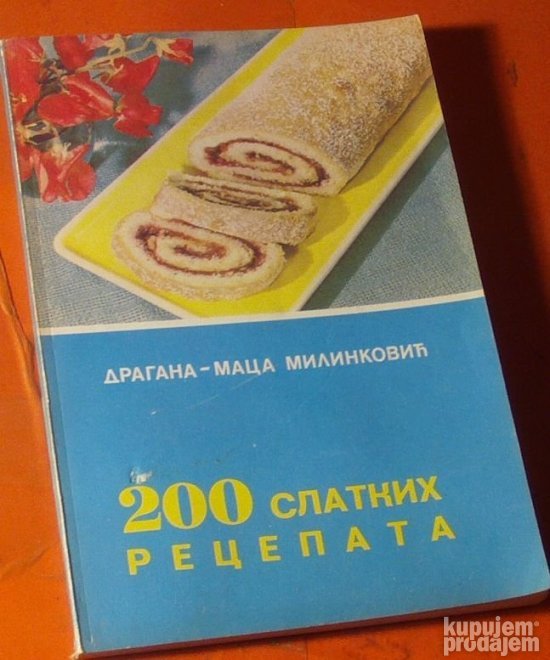 ДРАГАНА-МАЦА МИЛИНКОВИЋ
200 СЛАТКИХ
РЕЦЕПАТА
kupujem
prodajem